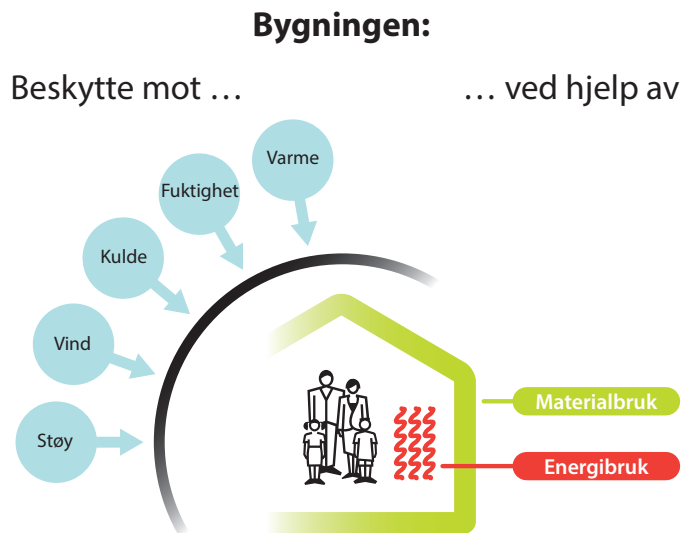 Bygningen:
Beskytte mot …
… ved hjelp av
Varme
Fuktighet
Kulde
Vind
Støy
Materialbruk
Energibruk